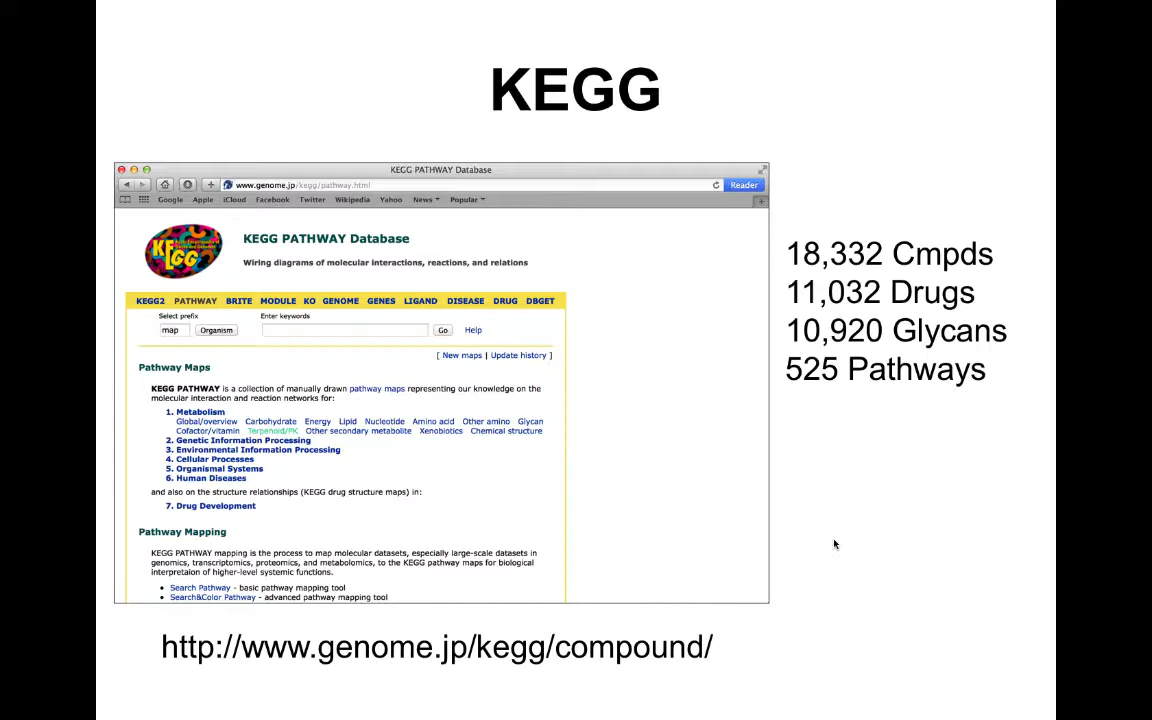 KEGG
KEGG PATHWAY Database
www.genome.jp/kegg/pathway.html
Reader
Google Apple iCloud Facebook Twitter Wikipedia Yahoo News Popular
KEGG
KEGG PATHWAY Database
Wiring diagrams of molecular interactions, reactions, and relations
KEGG2 PATHWAY BRITE MODULE KO GENOME GENES LIGAND DISEASE DRUG DBGET
Select prefix
Enter keywords
map Organism
Go Help
[ New maps | Update history ]
Pathway Maps
KEGG PATHWAY is a collection of manually drawn pathway maps representing our knowledge on the
molecular interaction and reaction networks for:
1. Metabolism
Global/overview Carbohydrate Energy Lipid Nucleotide Amino acid Other amino Glycan
Cofactor/vitamin Terpenoid/PK Other secondary metabolite Xenobiotics Chemical structure
2. Genetic Information Processing
3. Environmental Information Processing
4. Cellular Processes
5. Organismal Systems
6. Human Diseases
and also on the structure relationships (KEGG drug structure maps) in:
7. Drug Development
Pathway Mapping
KEGG PATHWAY mapping is the process to map molecular datasets, especially large-scale datasets in
genomics, transcriptomics, proteomics, and metabolomics, to the KEGG pathway maps for biological
interpretaion of higher-level systemic functions.
• Search Pathway - basic pathway mapping tool
• Search&Color Pathway - advanced pathway mapping tool
18,332 Cmpds
11,032 Drugs
10,920 Glycans
525 Pathways
http://www.genome.jp/kegg/compound/